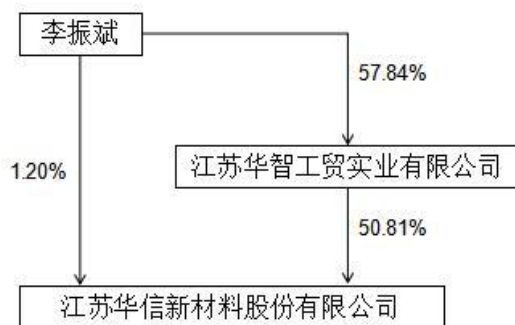 李振斌
57.84%
1.20%
江苏华智工贸实业有限公司
50.81%
江苏华信新材料股份有限公司